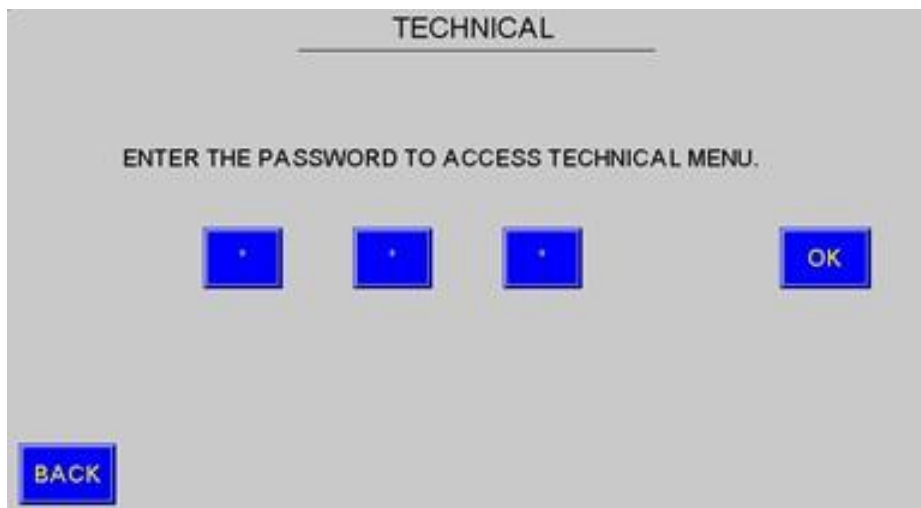 TECHNICAL
ENTER THE PASSWORD TO ACCESS TECHNICAL MENU.
* * * OK
BACK